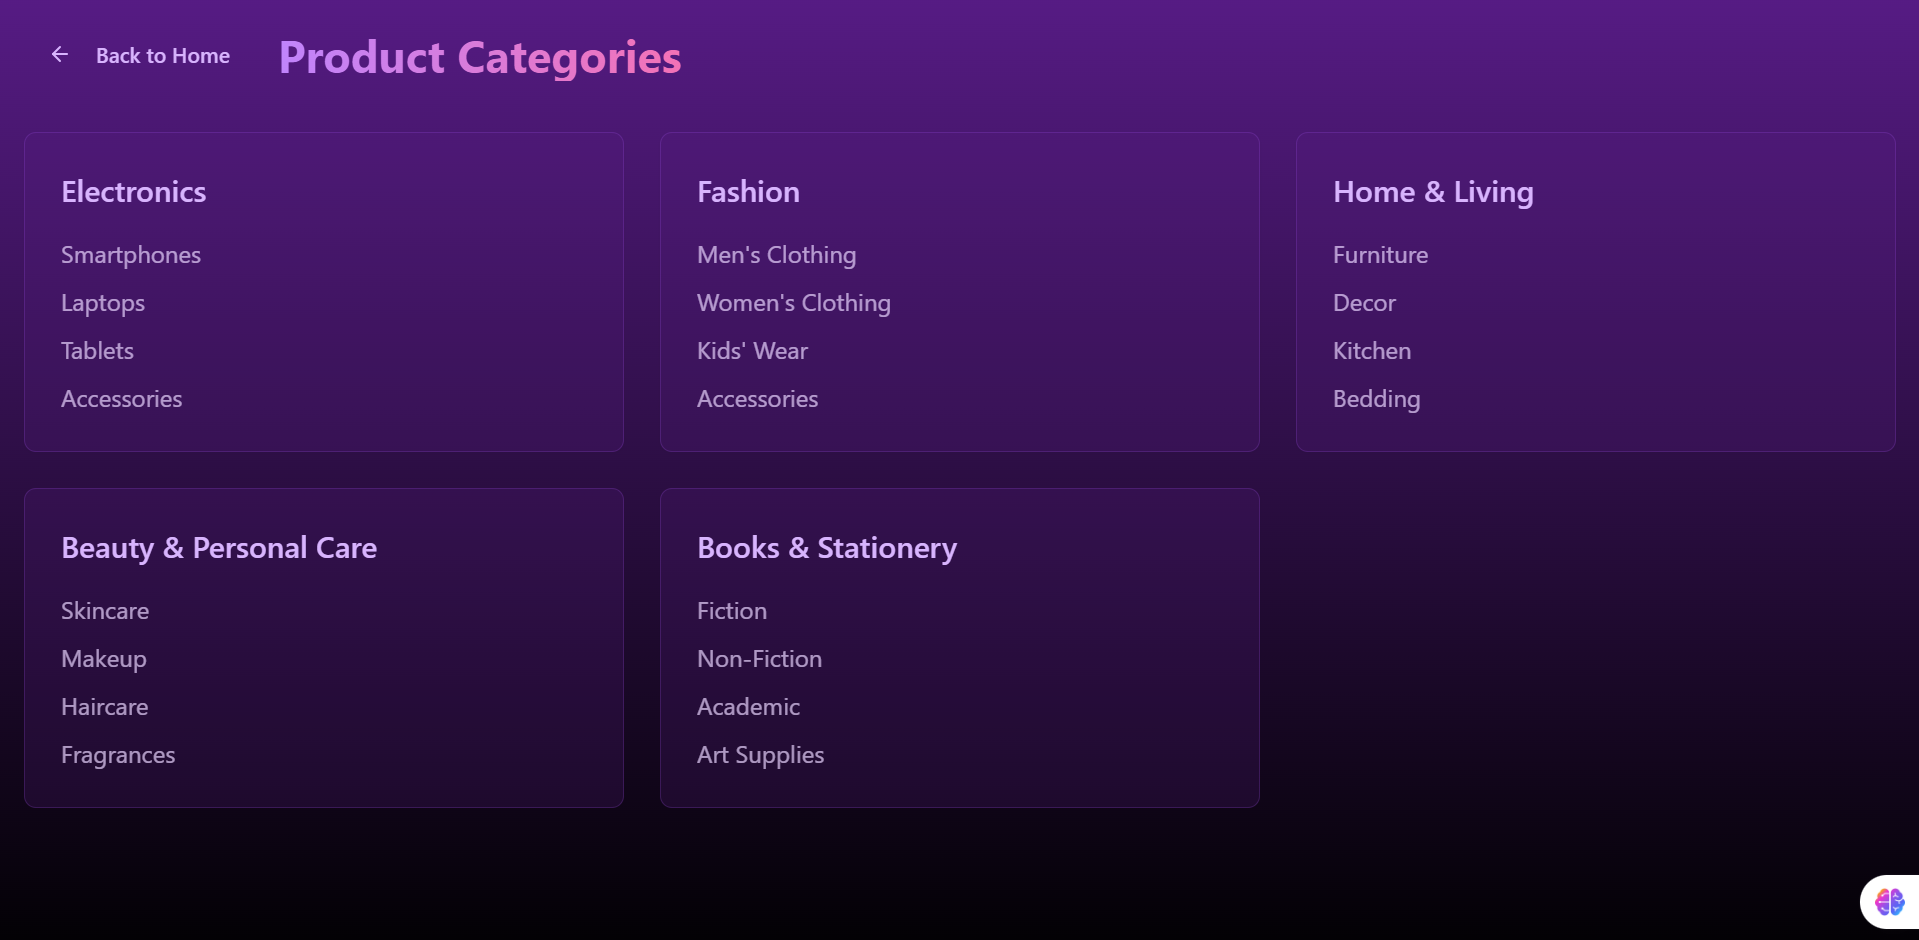 Back to Home
Product Categories
Electronics
Smartphones
Laptops
Tablets
Accessories
Fashion
Men's Clothing
Women's Clothing
Kids' Wear
Accessories
Home & Living
Furniture
Decor
Kitchen
Bedding
Beauty & Personal Care
Skincare
Makeup
Haircare
Fragrances
Books & Stationery
Fiction
Non-Fiction
Academic
Art Supplies